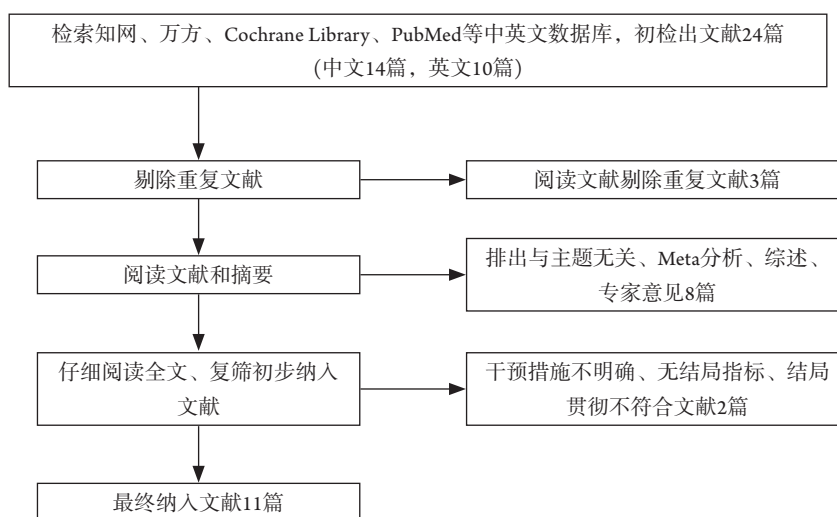 检索知网、万方、Cochrane Library、PubMed等中英文数据库，初检出文献24篇
(中文14篇，英文10篇)
剔除重复文献
阅读文献剔除重复文献3篇
阅读文献和摘要
排出与主题无关、Meta分析、综述、
专家意见8篇
仔细阅读全文、复筛初步纳入
文献
干预措施不明确、无结局指标、结局
贯彻不符合文献2篇
最终纳入文献11篇